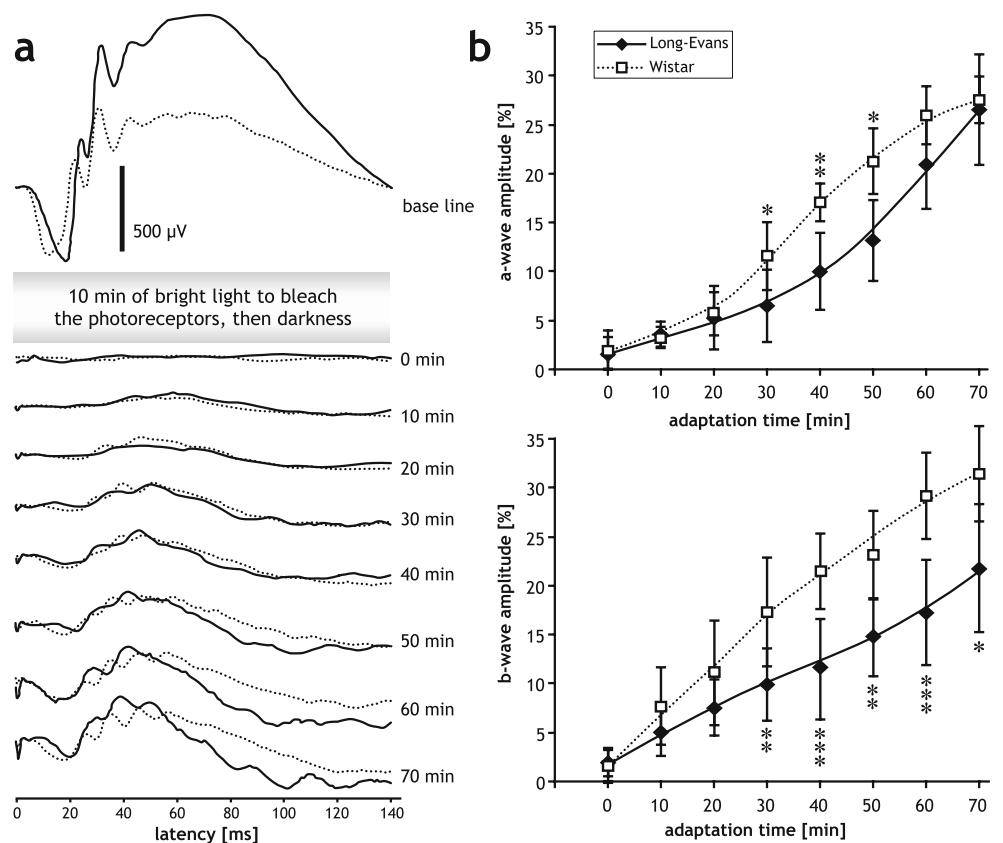 a
500 µV
base line
10 min of bright light to bleach
the photoreceptors, then darkness
0 min
10 min
20 min
30 min
40 min
50 min
60 min
70 min
0 20 40 60 80 100 120 140
latency [ms]
b
Long-Evans
Wistar
a-wave amplitude [%]
35
30
25
20
15
10
5
0
*
**
*
0 10 20 30 40 50 60 70
adaptation time [min]
b-wave amplitude [%]
35
30
25
20
15
10
5
0
**
***
**
***
*
0 10 20 30 40 50 60 70
adaptation time [min]